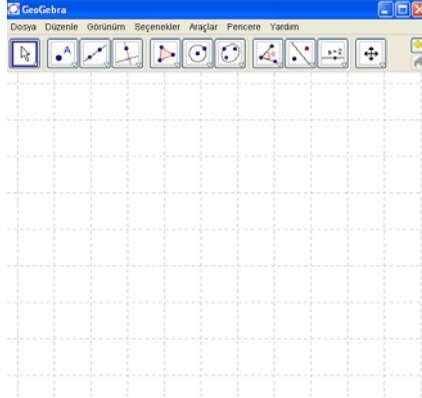 GeoGebra
Dosya Düzenle Görünüm Seçenekler Araçlar Pencere Yardım
A
a=2